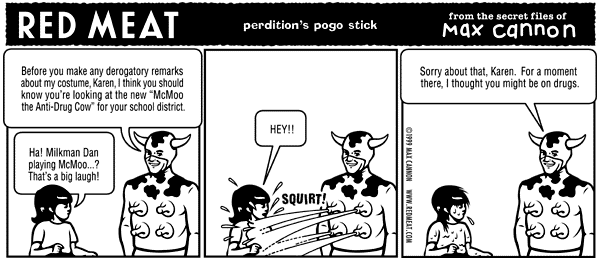 RED MEAT
perdition's pogo stick
from the secret files of
Max cannon
Before you make any derogatory remarks
about my costume, Karen, I think you should
know you're looking at the new "McMoo
the Anti-Drug Cow" for your school district.
Ha! Milkman Dan
playing McMoo...?
That's a big laugh!
HEY!!
SQUIRT!
Sorry about that, Karen. For a moment
there, I thought you might be on drugs.
©1999 MAX CANNON WWW.REDMEAT.COM